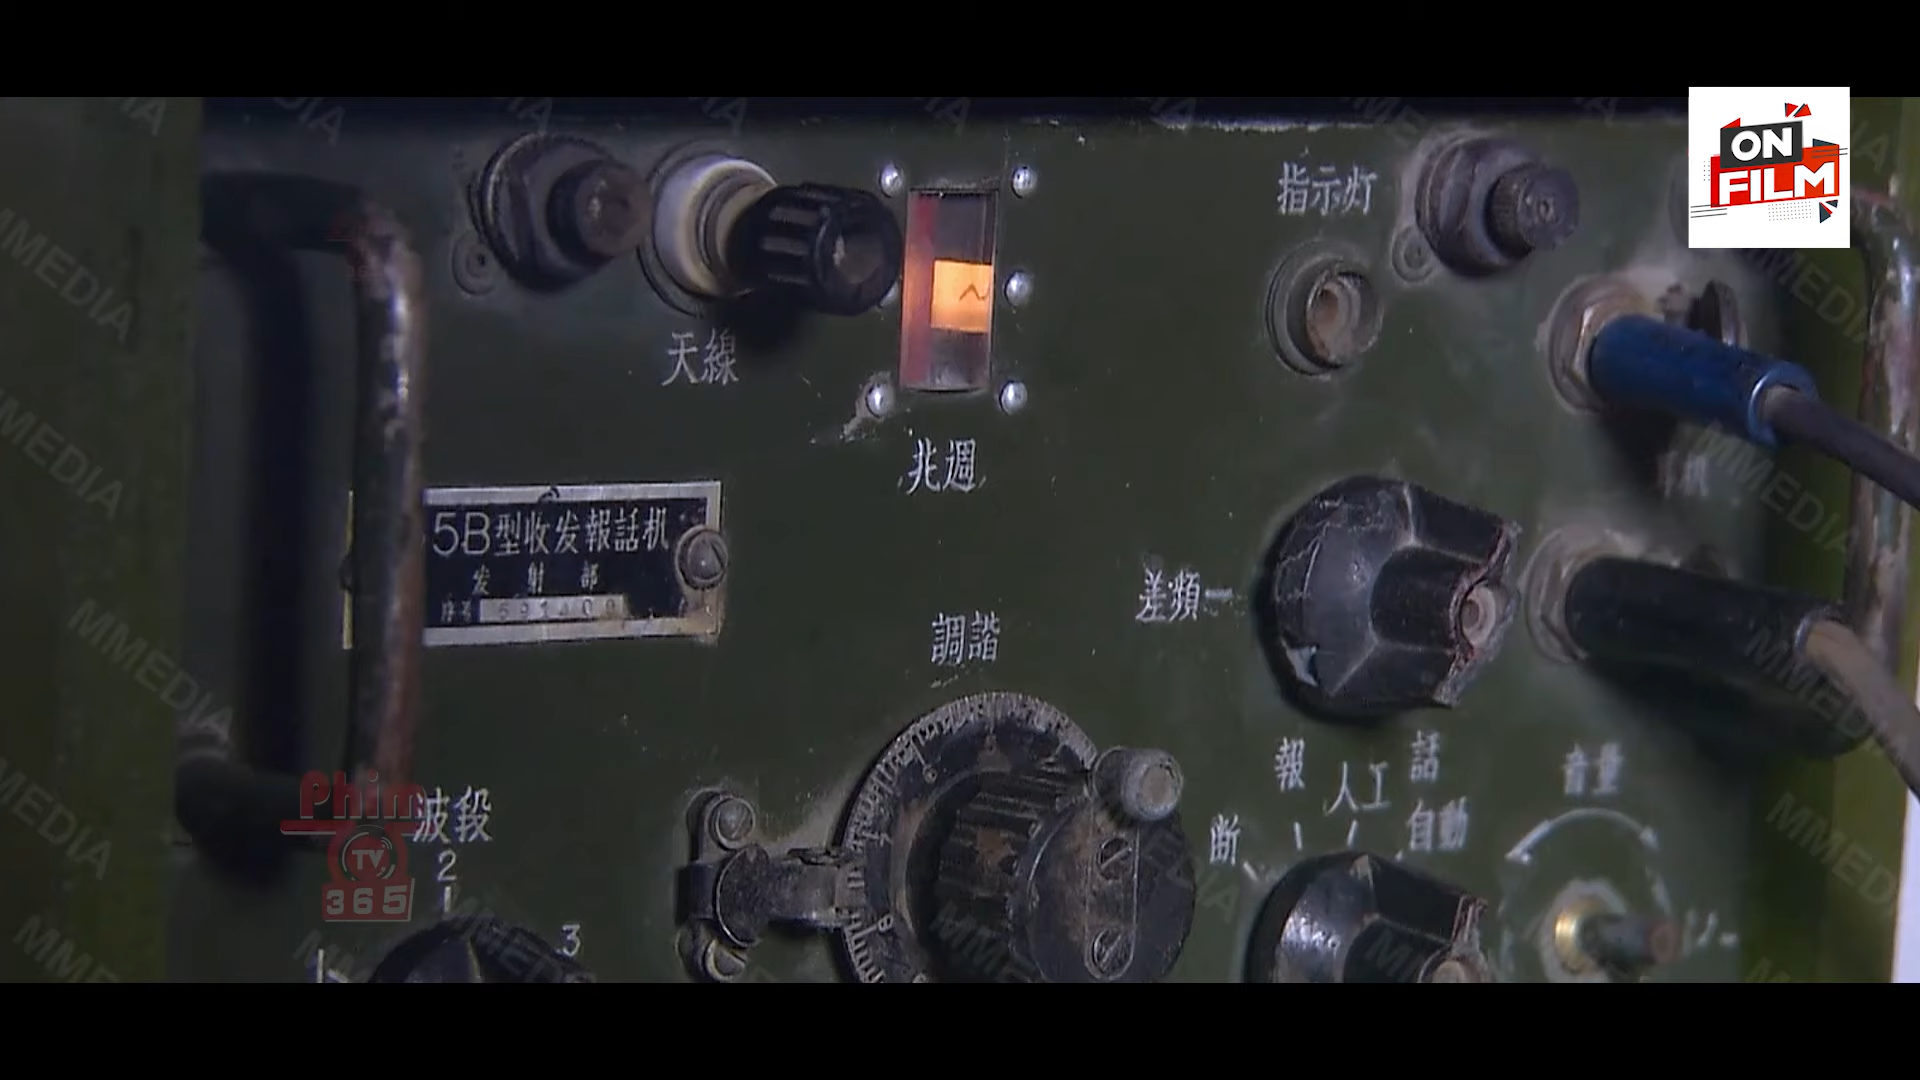 ON
FILM
指示灯
天線
兆週
5B型收发報話机
发射部
序号
差頻
調諧
報
話
人工
断
自動
音量
Phim
波段
TV
365
2
3
MMEDIA